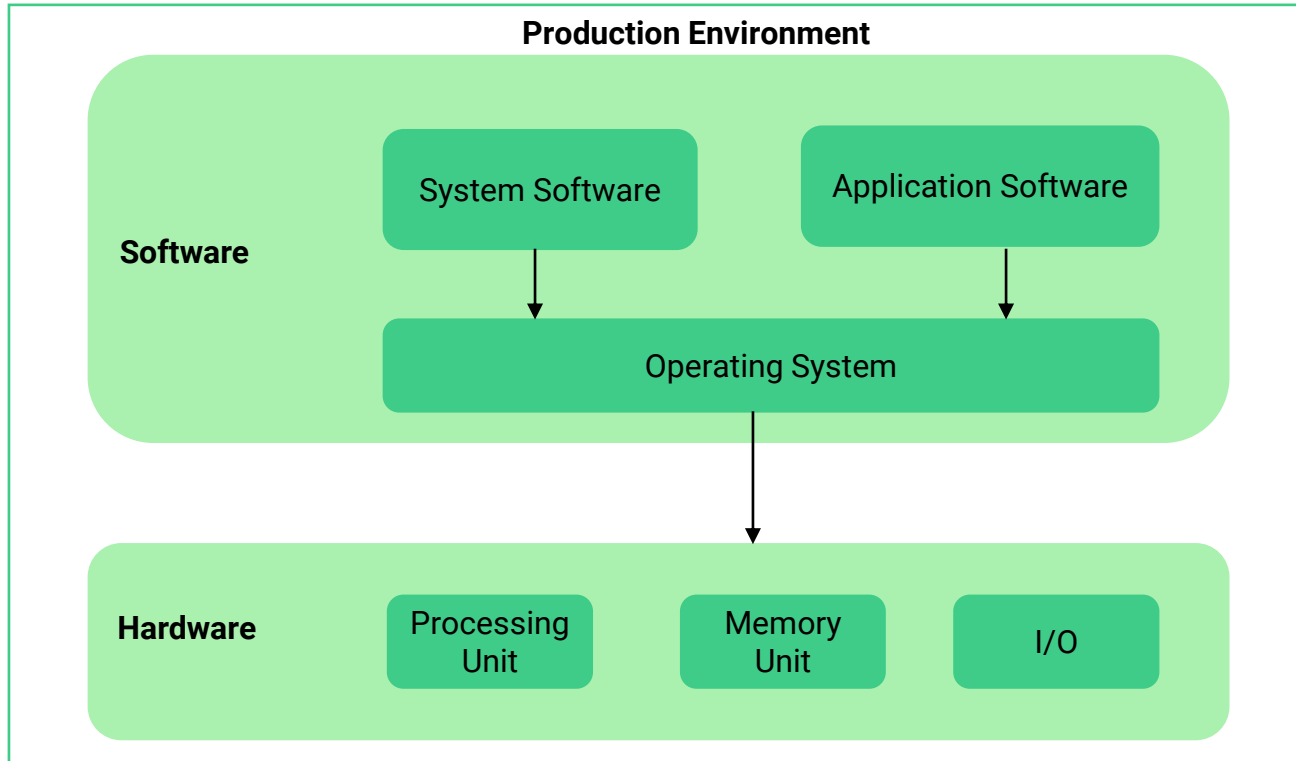 Production Environment
System Software
Application Software
Software
Operating System
Hardware
Processing
Unit
Memory
Unit
I/O